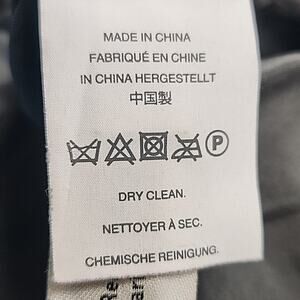 MADE IN CHINA
FABRIQUÉ EN CHINE
IN CHINA HERGESTELLT
中国製
P
DRY CLEAN.
NETTOYER À SEC.
CHEMISCHE REINIGUNG.